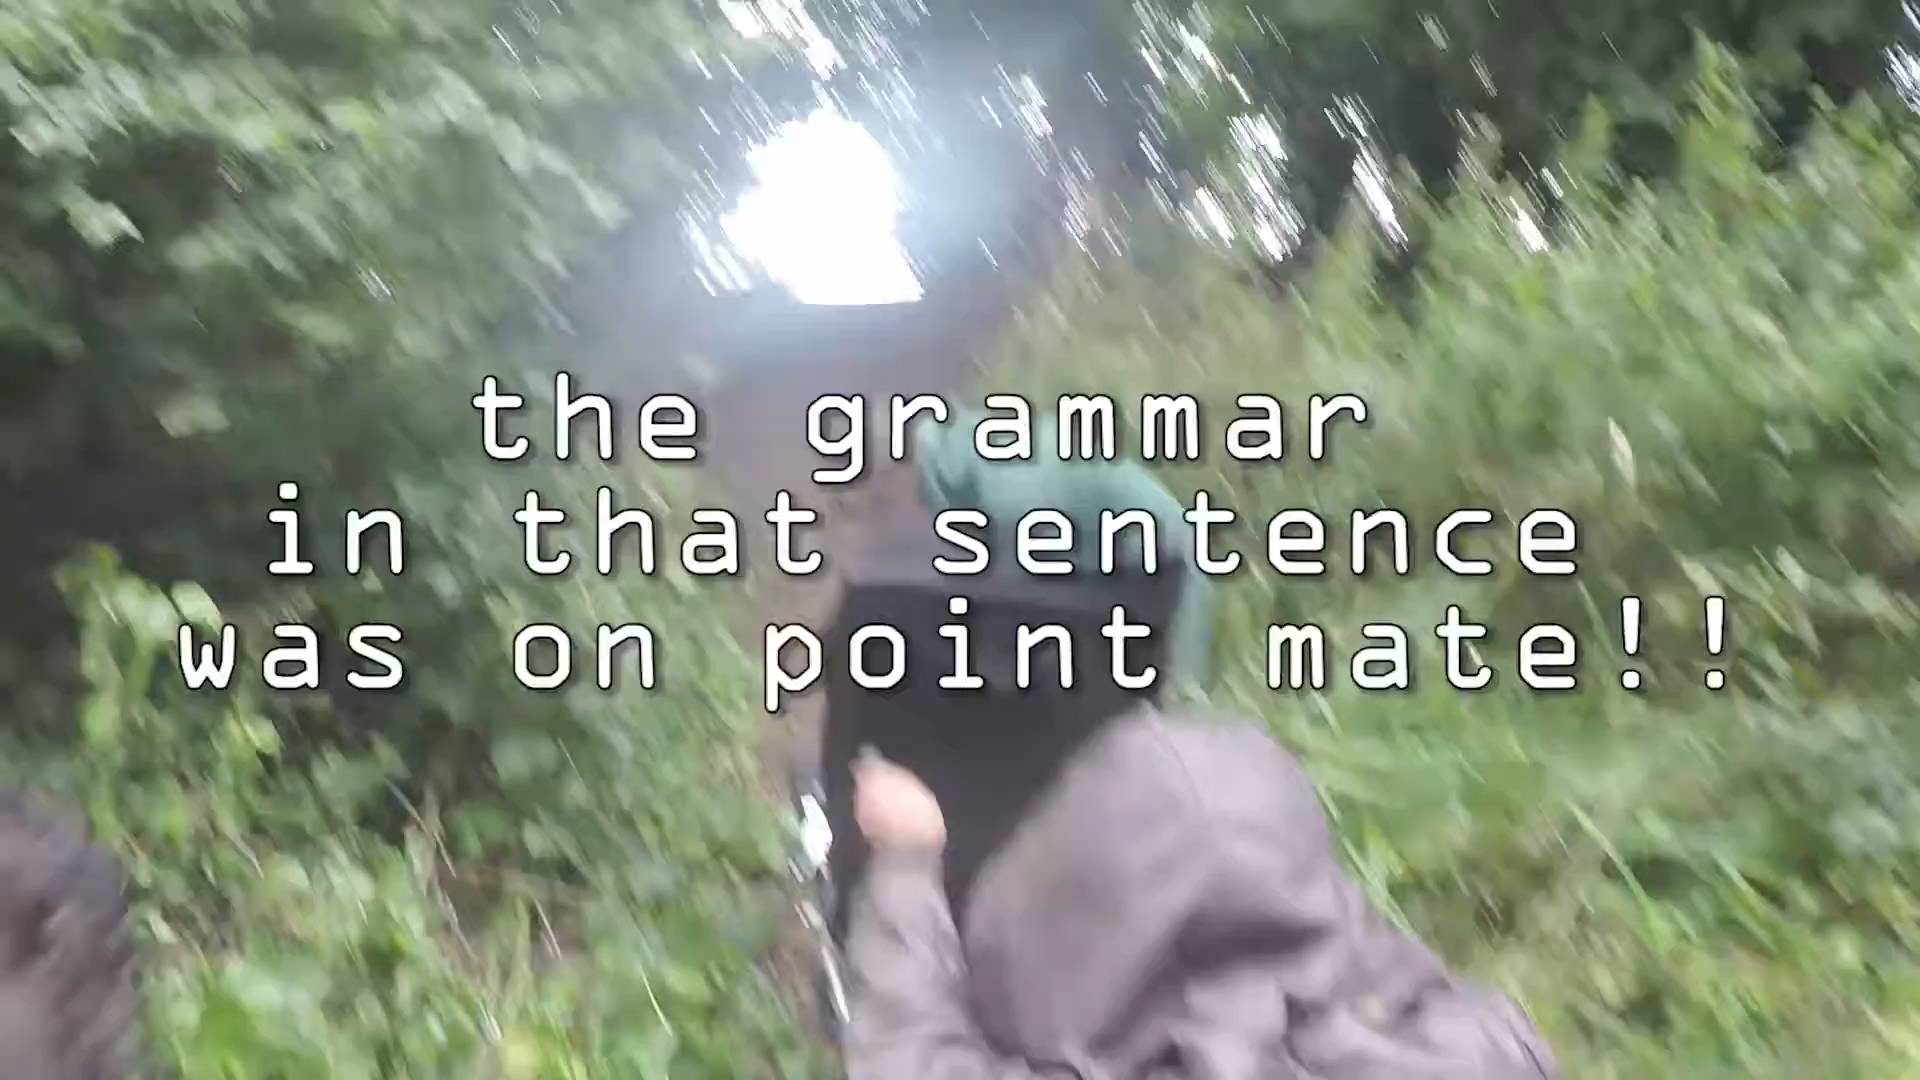 the grammar
in that sentence
was on point mate!!